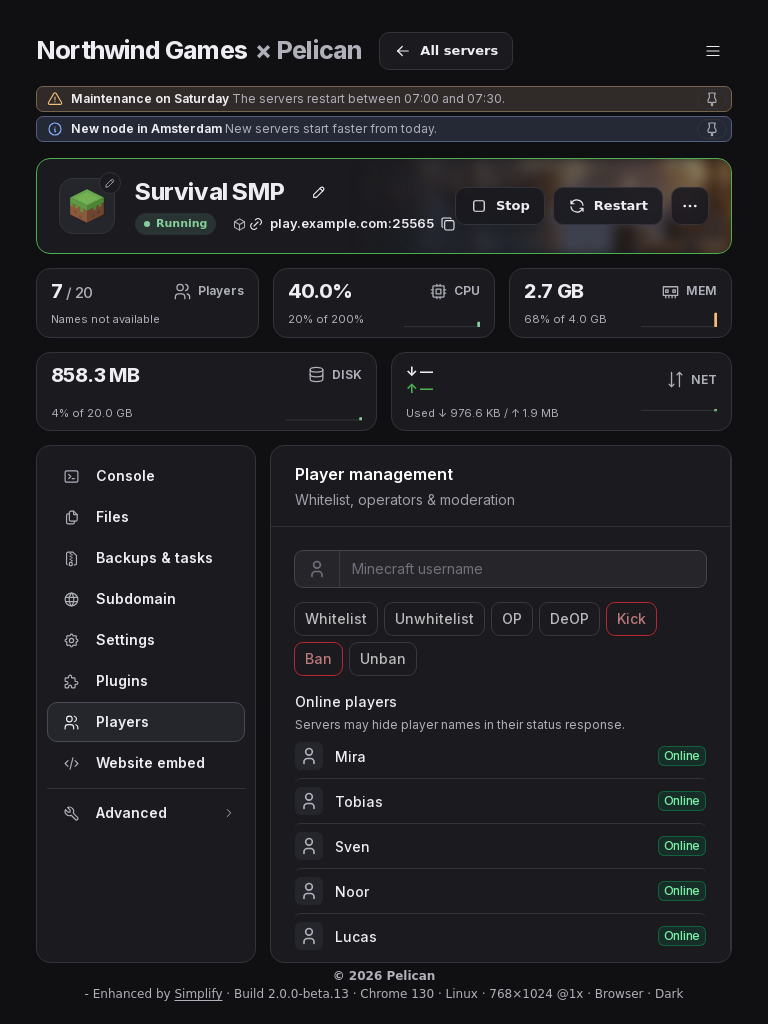 Northwind Games × Pelican
All servers
Maintenance on Saturday The servers restart between 07:00 and 07:30.
New node in Amsterdam New servers start faster from today.
Survival SMP
Running
play.example.com:25565
Stop
Restart
7 / 20
Players
Names not available
40.0%
CPU
20% of 200%
2.7 GB
MEM
68% of 4.0 GB
858.3 MB
DISK
4% of 20.0 GB
↓ —
↑ —
NET
Used ↓ 976.6 KB / ↑ 1.9 MB
Console
Files
Backups & tasks
Subdomain
Settings
Plugins
Players
Website embed
Advanced
Player management
Whitelist, operators & moderation
Minecraft username
Whitelist Unwhitelist OP DeOP Kick
Ban Unban
Online players
Servers may hide player names in their status response.
Mira Online
Tobias Online
Sven Online
Noor Online
Lucas Online
© 2026 Pelican
- Enhanced by Simplify · Build 2.0.0-beta.13 · Chrome 130 · Linux · 768×1024 @1x · Browser · Dark